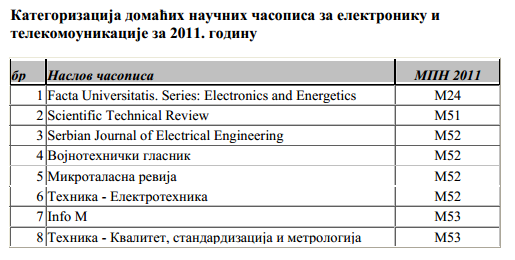 Категоризација домаћих научних часописа за електронику и
телекомоуникације за 2011. годину
бр Наслов часописа МПН 2011
1 Facta Universitatis. Series: Electronics and Energetics M24
2 Scientific Technical Review M51
3 Serbian Journal of Electrical Engineering M52
4 Војнотехнички гласник M52
5 Микроталасна ревија M52
6 Техника - Електротехника M52
7 Info M M53
8 Техника - Квалитет, стандардизација и метрологија M53